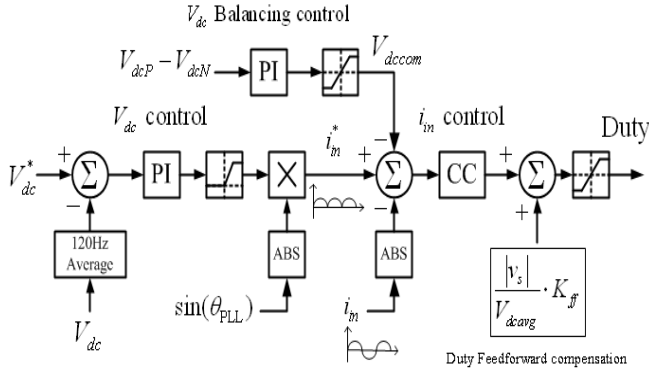 V_dc Balancing control
V_dcP − V_dcN
PI
V_dccom
V_dc control
i_in control
Duty
V*_dc
+
Σ
−
PI
×
i*_in
+
−
Σ
−
CC
+
Σ
+
120Hz
Average
ABS
ABS
V_dc
sin(θ_PLL)
i_in
|v_s| / V_dcavg · K_ff
Duty Feedforward compensation